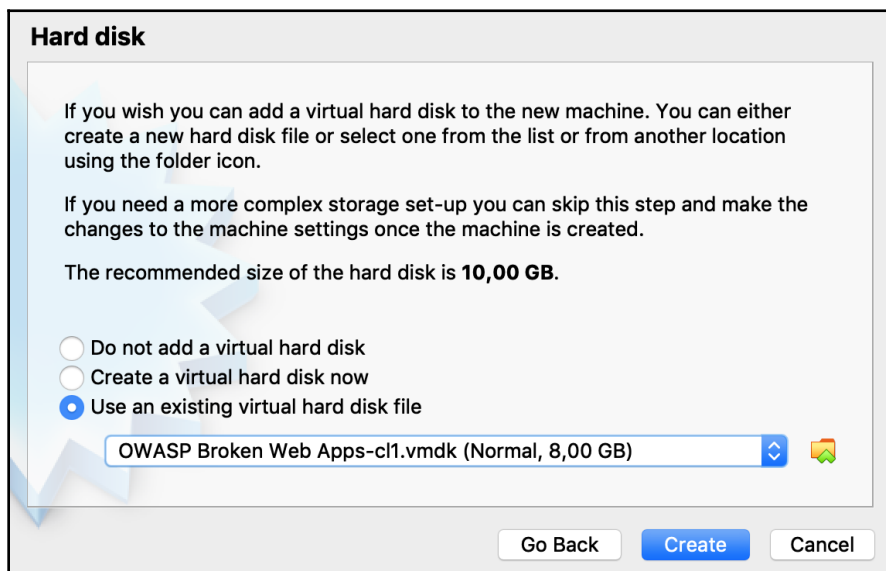 Hard disk
If you wish you can add a virtual hard disk to the new machine. You can either
create a new hard disk file or select one from the list or from another location
using the folder icon.
If you need a more complex storage set-up you can skip this step and make the
changes to the machine settings once the machine is created.
The recommended size of the hard disk is 10,00 GB.
Do not add a virtual hard disk
Create a virtual hard disk now
Use an existing virtual hard disk file
OWASP Broken Web Apps-cl1.vmdk (Normal, 8,00 GB)
Go Back Create Cancel